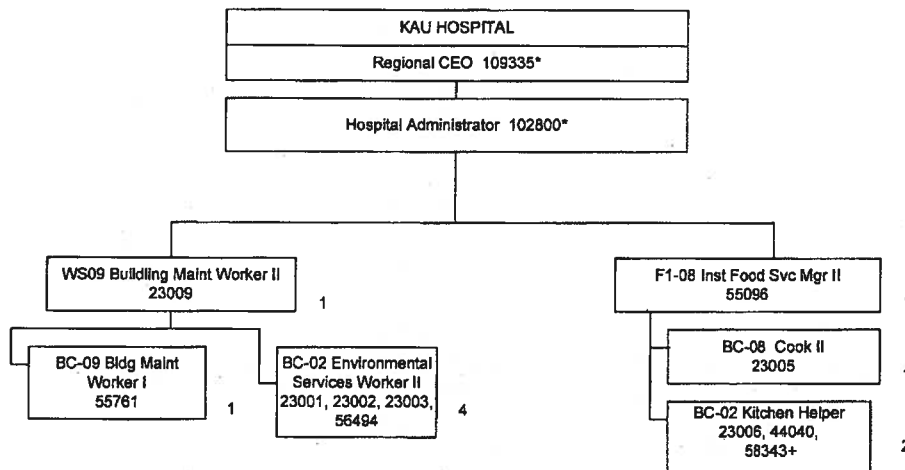 KAU HOSPITAL
Regional CEO 109335*
Hospital Administrator 102800*
WS09 Buildling Maint Worker II
23009
1
F1-08 Inst Food Svc Mgr II
55096
BC-09 Bldg Maint
Worker I
55761
1
BC-02 Environmental
Services Worker II
23001, 23002, 23003,
56494
4
BC-08 Cook II
23005
BC-02 Kitchen Helper
23006, 44040,
58343+
2